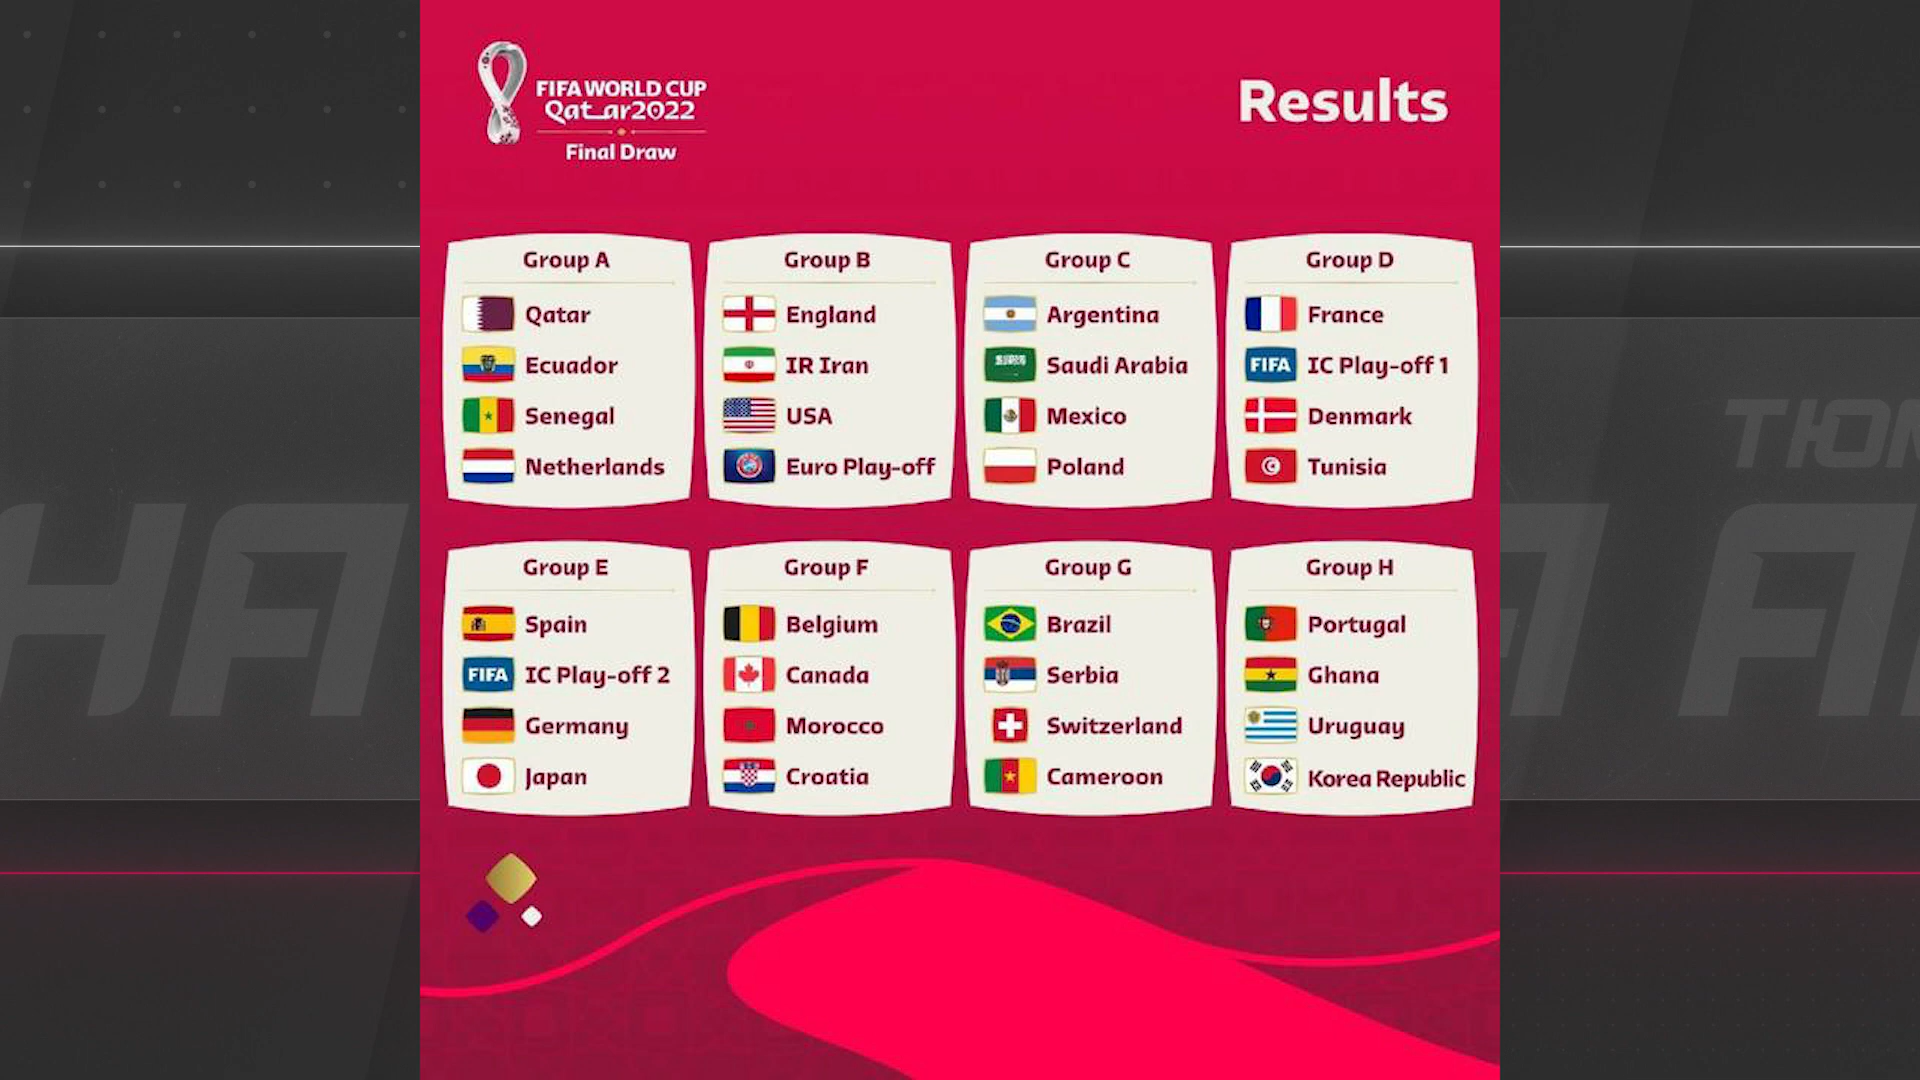 FIFA WORLD CUP
Qatar2022
Final Draw
Results
Group A
Qatar
Ecuador
Senegal
Netherlands
Group B
England
IR Iran
USA
Euro Play-off
Group C
Argentina
Saudi Arabia
Mexico
Poland
Group D
France
FIFA IC Play-off 1
Denmark
Tunisia
Group E
Spain
FIFA IC Play-off 2
Germany
Japan
Group F
Belgium
Canada
Morocco
Croatia
Group G
Brazil
Serbia
Switzerland
Cameroon
Group H
Portugal
Ghana
Uruguay
Korea Republic